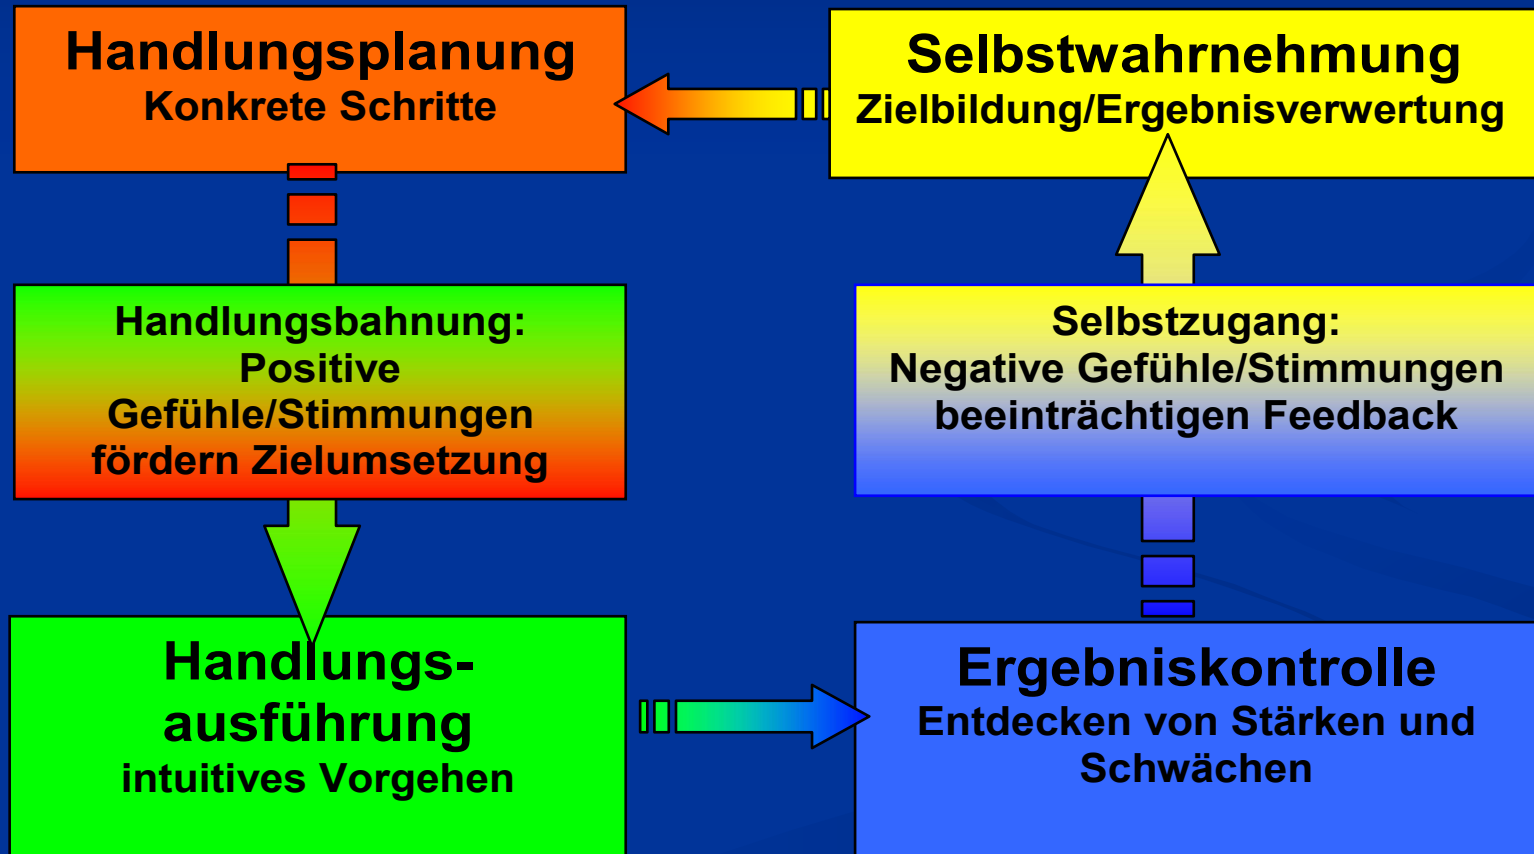 Handlungsplanung
Konkrete Schritte
Selbstwahrnehmung
Zielbildung/Ergebnisverwertung
Handlungsbahnung:
Positive
Gefühle/Stimmungen
fördern Zielumsetzung
Selbstzugang:
Negative Gefühle/Stimmungen
beeinträchtigen Feedback
Handlungs-
ausführung
intuitives Vorgehen
Ergebniskontrolle
Entdecken von Stärken und
Schwächen